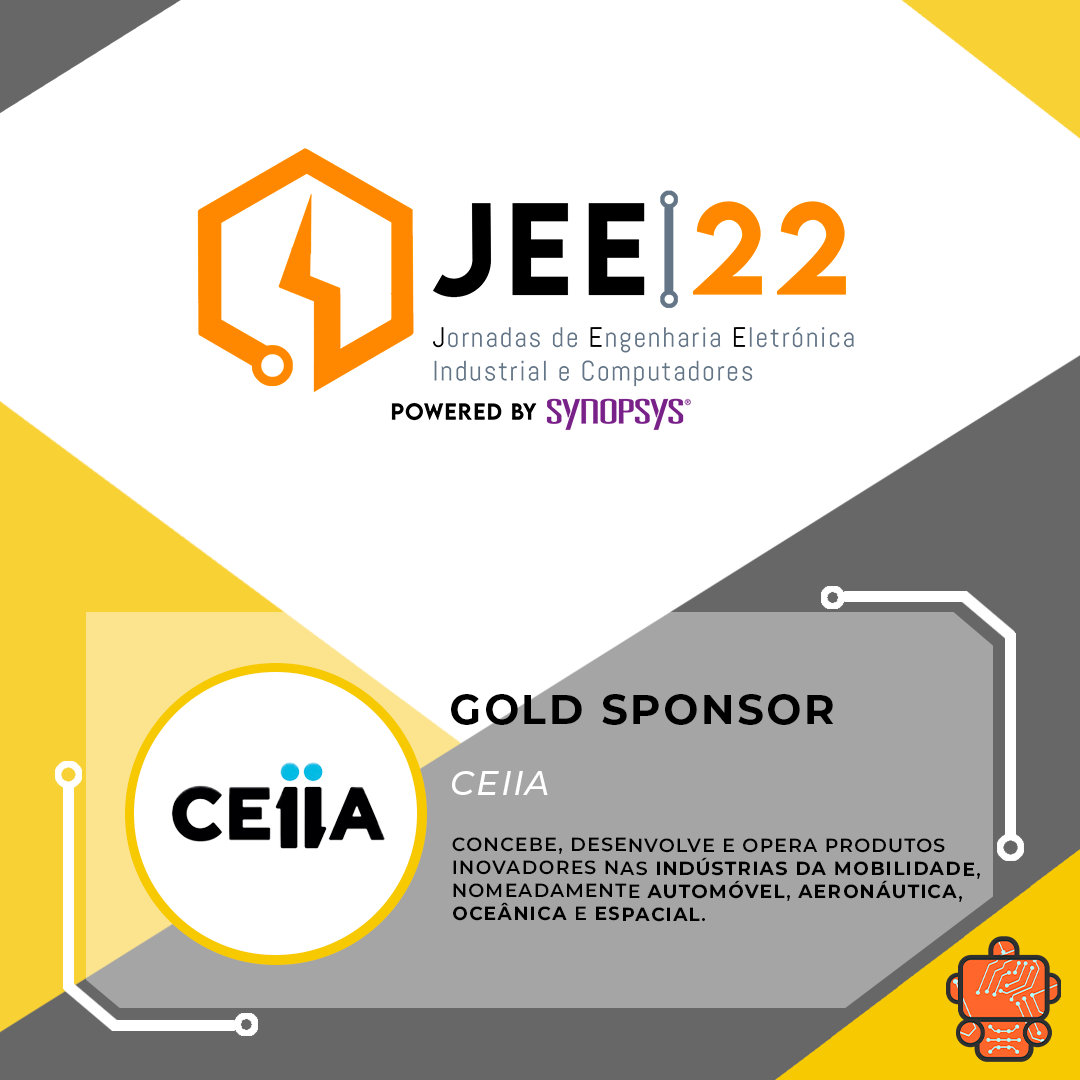 JEE 22
Jornadas de Engenharia Eletrónica
Industrial e Computadores
POWERED BY SYNOPSYS®
GOLD SPONSOR
CEIIA
CEIIA
CONCEBE, DESENVOLVE E OPERA PRODUTOS
INOVADORES NAS INDÚSTRIAS DA MOBILIDADE,
NOMEADAMENTE AUTOMÓVEL, AERONÁUTICA,
OCEÂNICA E ESPACIAL.